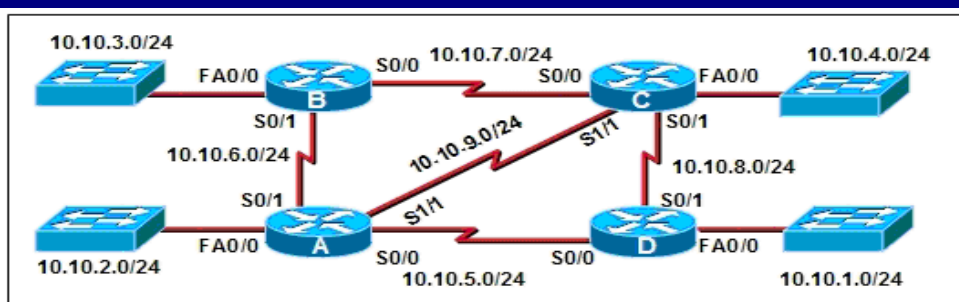 10.10.3.0/24
10.10.7.0/24
10.10.4.0/24
FA0/0
S0/0
S0/0
FA0/0
B
C
S0/1
S1/1
S0/1
10.10.6.0/24
10.10.9.0/24
10.10.8.0/24
S0/1
S1/1
S0/1
A
D
FA0/0
S0/0
S0/0
FA0/0
10.10.2.0/24
10.10.5.0/24
10.10.1.0/24